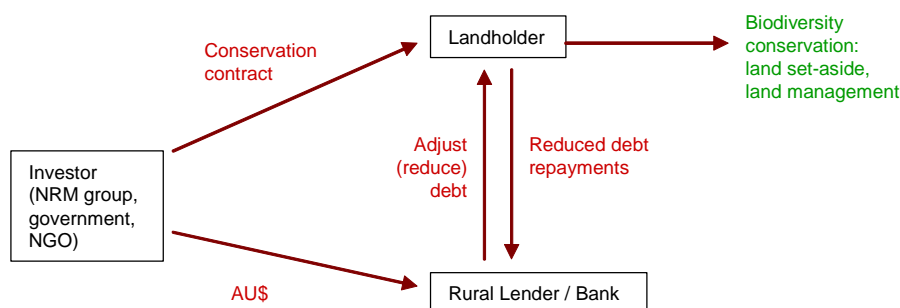 Conservation
contract
Landholder
Biodiversity
conservation:
land set-aside,
land management
Adjust
(reduce)
debt
Reduced debt
repayments
Investor
(NRM group,
government,
NGO)
AU$
Rural Lender / Bank